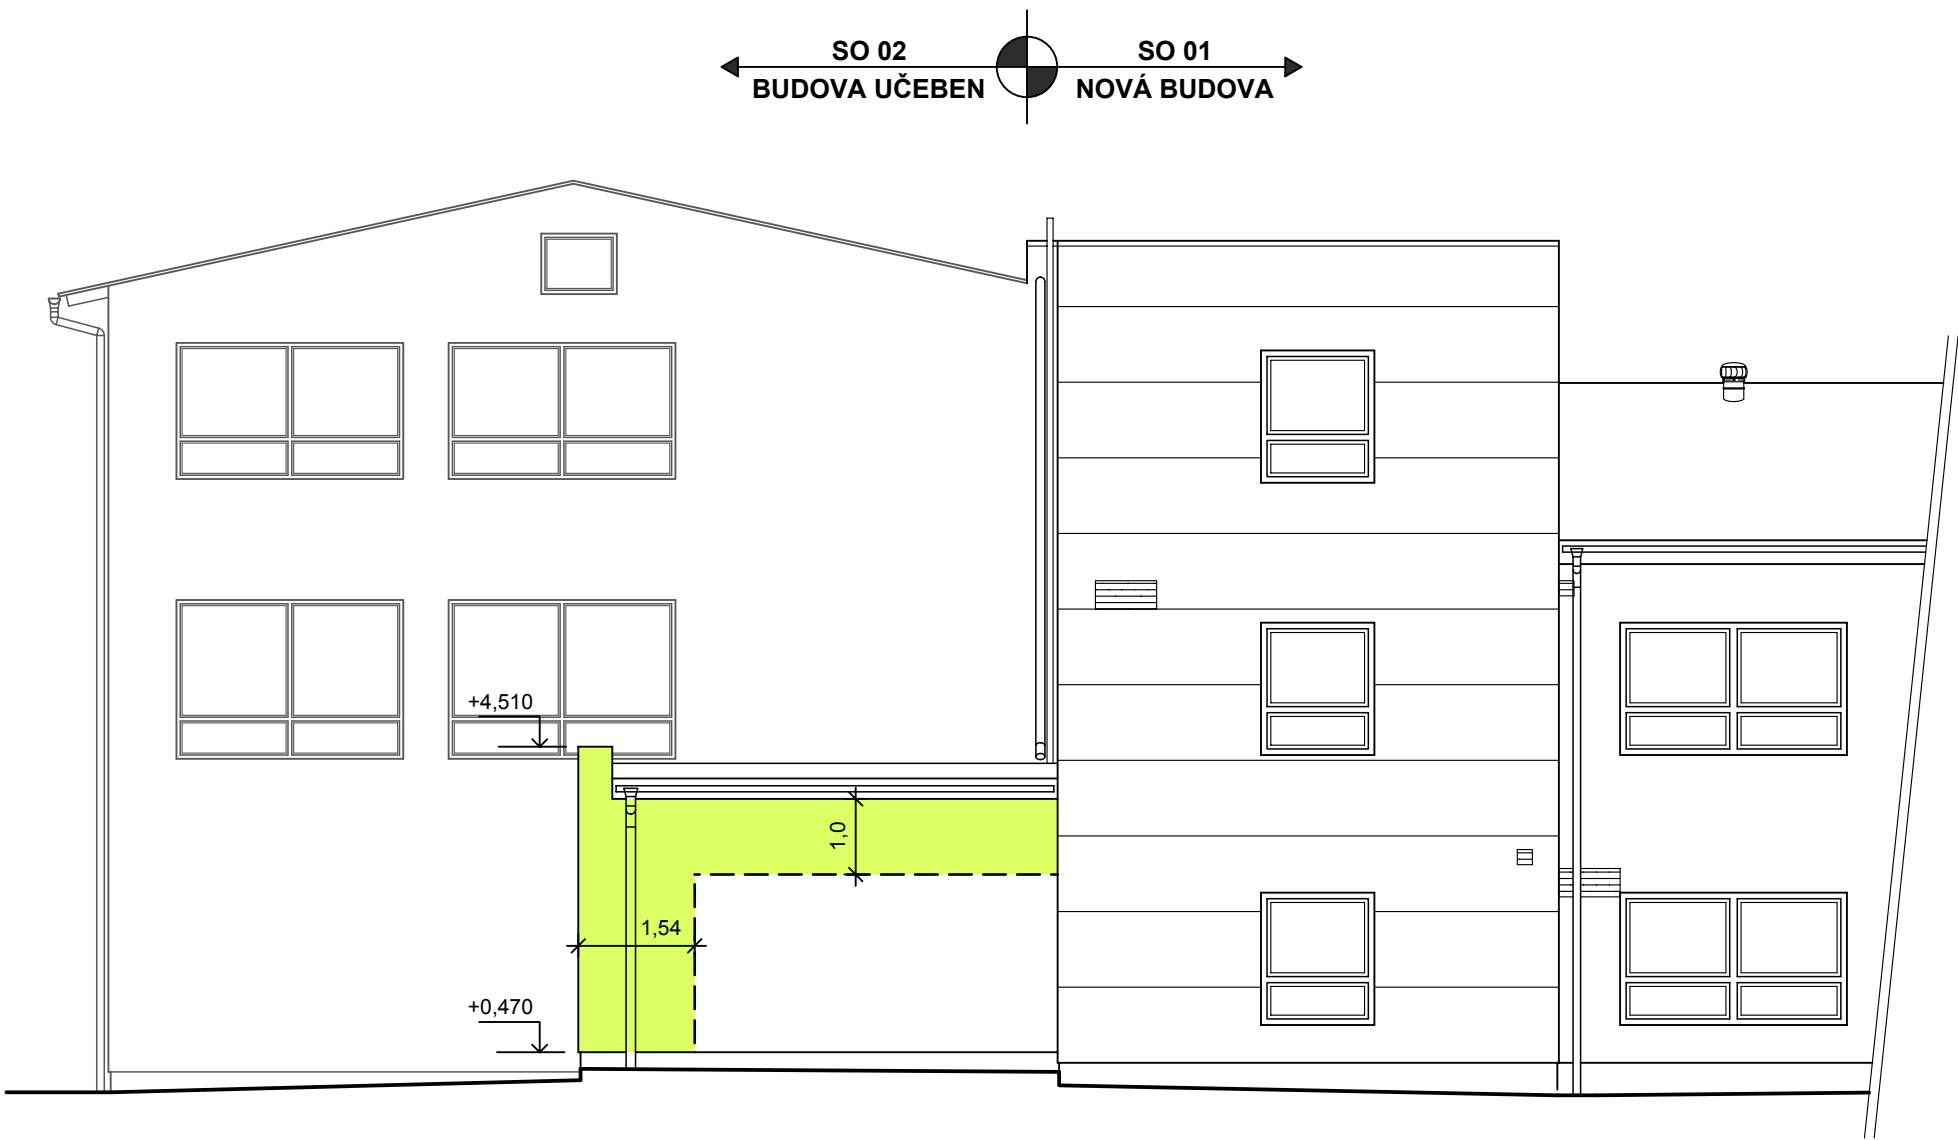 SO 02
BUDOVA UČEBEN
SO 01
NOVÁ BUDOVA
+4,510
1,0
1,54
+0,470